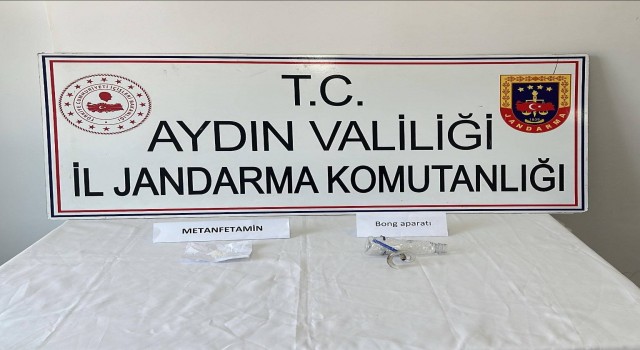 T.C.
AYDIN VALİLİĞİ
İL JANDARMA KOMUTANLIĞI
JANDARMA
METANFETAMİN
Bong aparatı